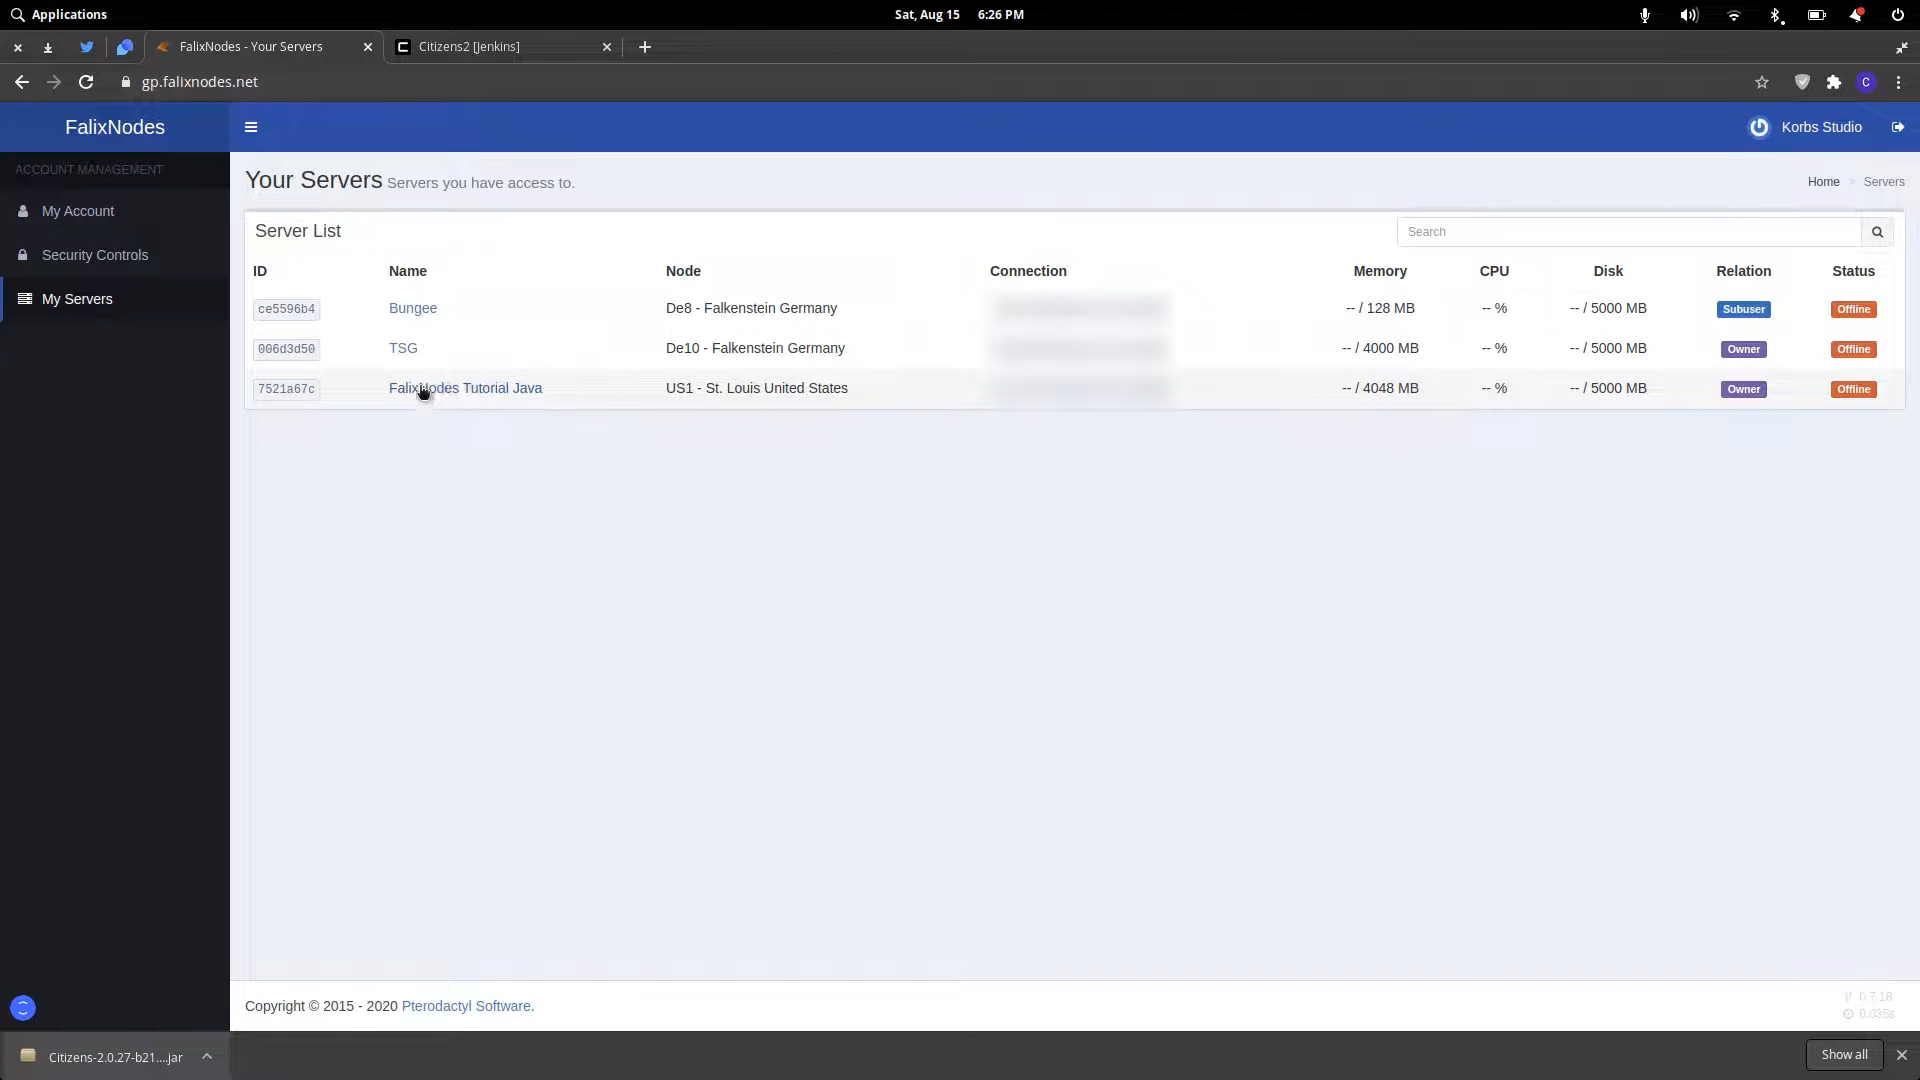 Applications
Sat, Aug 15 6:26 PM
FalixNodes - Your Servers
Citizens2 [Jenkins]
gp.falixnodes.net
C
FalixNodes
Korbs Studio
ACCOUNT MANAGEMENT
My Account
Security Controls
My Servers
Your Servers Servers you have access to.
Home > Servers
Server List
Search
ID Name Node Connection Memory CPU Disk Relation Status
ce5596b4 Bungee De8 - Falkenstein Germany -- / 128 MB -- % -- / 5000 MB Subuser Offline
006d3d50 TSG De10 - Falkenstein Germany -- / 4000 MB -- % -- / 5000 MB Owner Offline
7521a67c FalixNodes Tutorial Java US1 - St. Louis United States -- / 4048 MB -- % -- / 5000 MB Owner Offline
Copyright © 2015 - 2020 Pterodactyl Software.
0.7.18
0.035s
Citizens-2.0.27-b21....jar
Show all